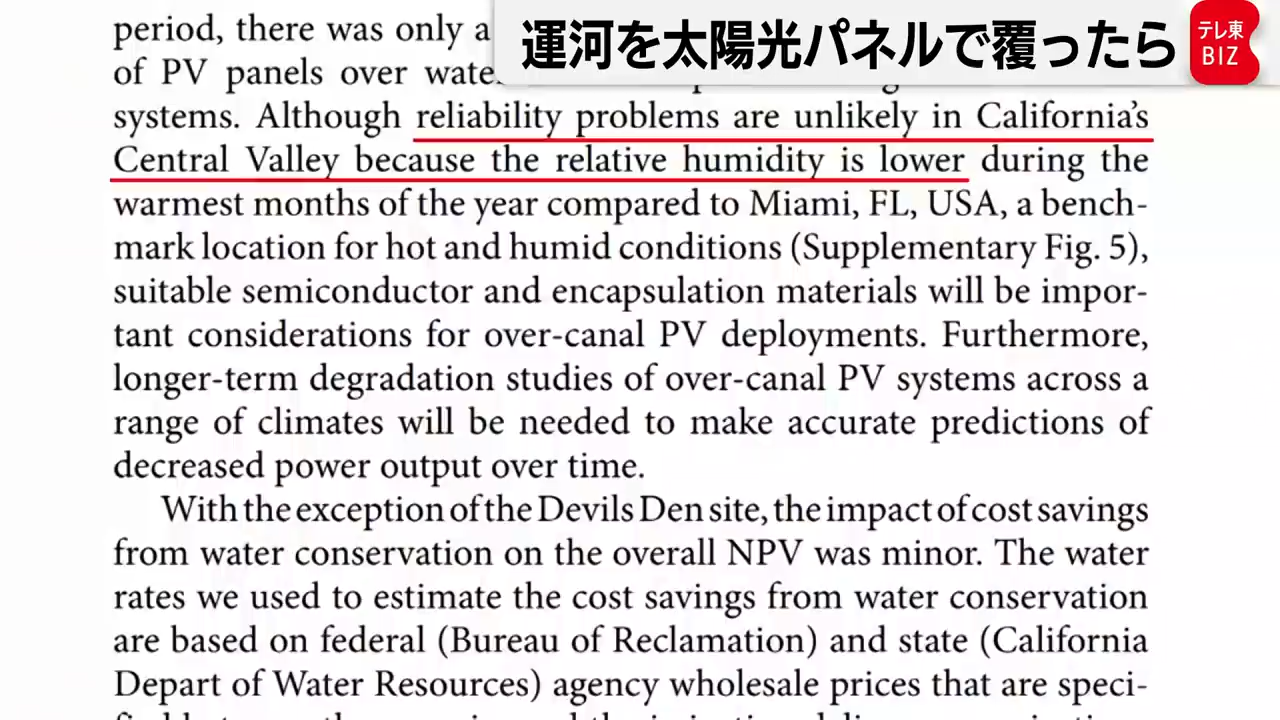 運河を太陽光パネルで覆ったら
テレ東
BIZ
period, there was only a
of PV panels over wate
systems. Although reliability problems are unlikely in California's
Central Valley because the relative humidity is lower during the
warmest months of the year compared to Miami, FL, USA, a bench-
mark location for hot and humid conditions (Supplementary Fig. 5),
suitable semiconductor and encapsulation materials will be impor-
tant considerations for over-canal PV deployments. Furthermore,
longer-term degradation studies of over-canal PV systems across a
range of climates will be needed to make accurate predictions of
decreased power output over time.
With the exception of the Devils Den site, the impact of cost savings
from water conservation on the overall NPV was minor. The water
rates we used to estimate the cost savings from water conservation
are based on federal (Bureau of Reclamation) and state (California
Depart of Water Resources) agency wholesale prices that are speci-